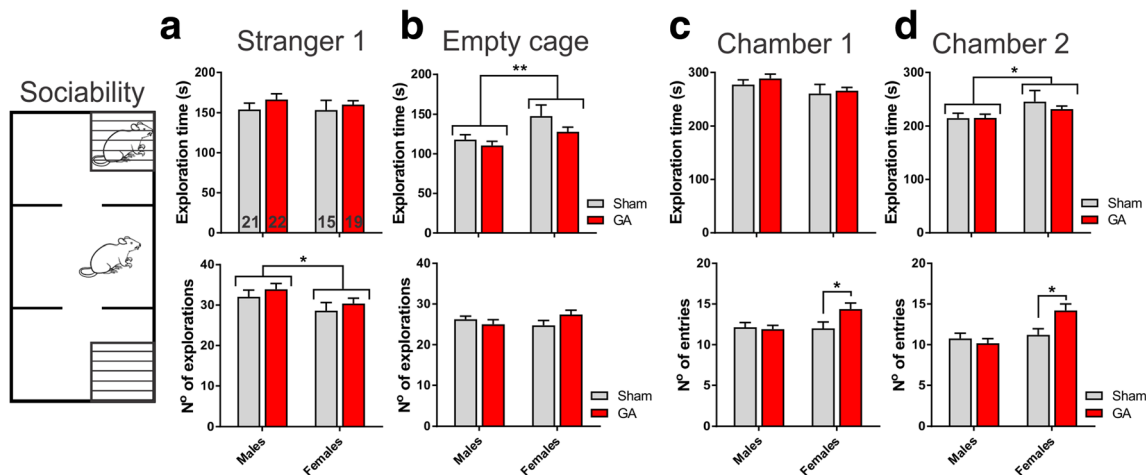 a
Stranger 1
b
Empty cage
c
Chamber 1
d
Chamber 2
Sociability
Exploration time (s)
200
150
100
50
0
21
22
15
19
Exploration time (s)
200
150
100
50
0
**
Sham
GA
Exploration time (s)
300
200
100
0
Exploration time (s)
300
200
100
0
*
Sham
GA
Nº of explorations
40
30
20
10
0
*
Males
Females
Nº of explorations
40
30
20
10
0
Males
Females
Sham
GA
Nº of entries
20
15
10
5
0
*
Males
Females
Nº of entries
20
15
10
5
0
*
Males
Females
Sham
GA